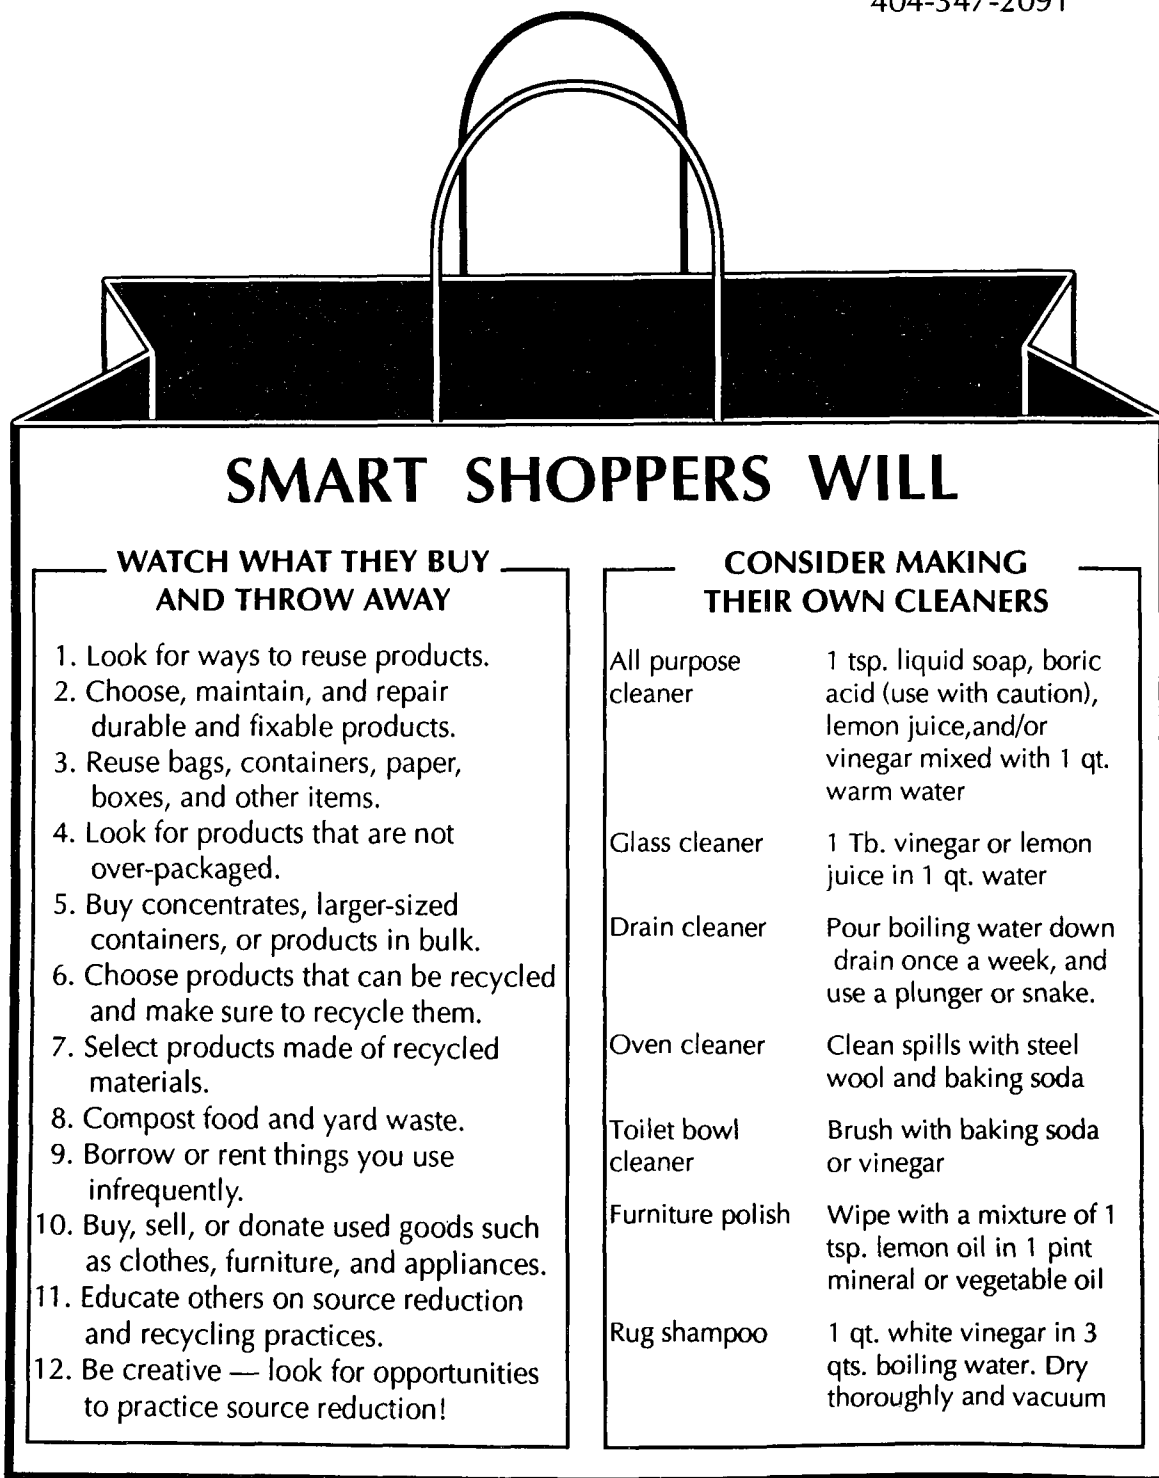 404-347-2091
SMART SHOPPERS WILL
WATCH WHAT THEY BUY
AND THROW AWAY
1. Look for ways to reuse products.
2. Choose, maintain, and repair
durable and fixable products.
3. Reuse bags, containers, paper,
boxes, and other items.
4. Look for products that are not
over-packaged.
5. Buy concentrates, larger-sized
containers, or products in bulk.
6. Choose products that can be recycled
and make sure to recycle them.
7. Select products made of recycled
materials.
8. Compost food and yard waste.
9. Borrow or rent things you use
infrequently.
10. Buy, sell, or donate used goods such
as clothes, furniture, and appliances.
11. Educate others on source reduction
and recycling practices.
12. Be creative — look for opportunities
to practice source reduction!
CONSIDER MAKING
THEIR OWN CLEANERS
All purpose 1 tsp. liquid soap, boric
cleaner acid (use with caution),
lemon juice,and/or
vinegar mixed with 1 qt.
warm water
Glass cleaner 1 Tb. vinegar or lemon
juice in 1 qt. water
Drain cleaner Pour boiling water down
drain once a week, and
use a plunger or snake.
Oven cleaner Clean spills with steel
wool and baking soda
Toilet bowl Brush with baking soda
cleaner or vinegar
Furniture polish Wipe with a mixture of 1
tsp. lemon oil in 1 pint
mineral or vegetable oil
Rug shampoo 1 qt. white vinegar in 3
qts. boiling water. Dry
thoroughly and vacuum